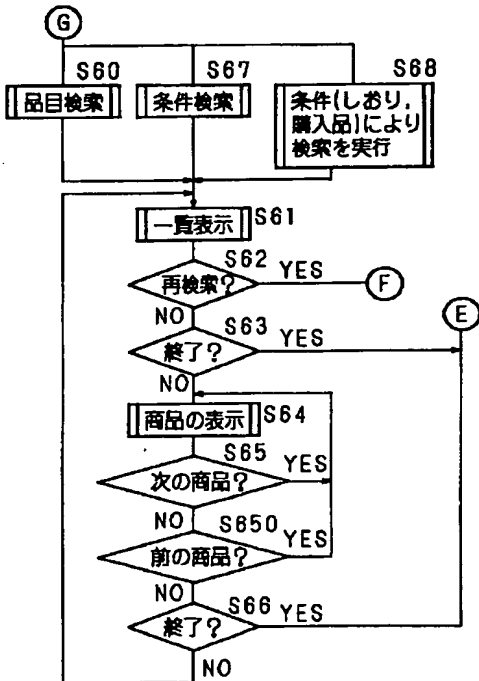 G
S60
S67
S68
品目検索
条件検索
条件(しおり,
購入品)により
検索を実行
一覧表示
S61
S62
再検索?
YES
F
E
NO
S63
終了?
YES
NO
商品の表示
S64
S65
次の商品?
YES
NO
S650
前の商品?
YES
NO
S66
終了?
YES
NO